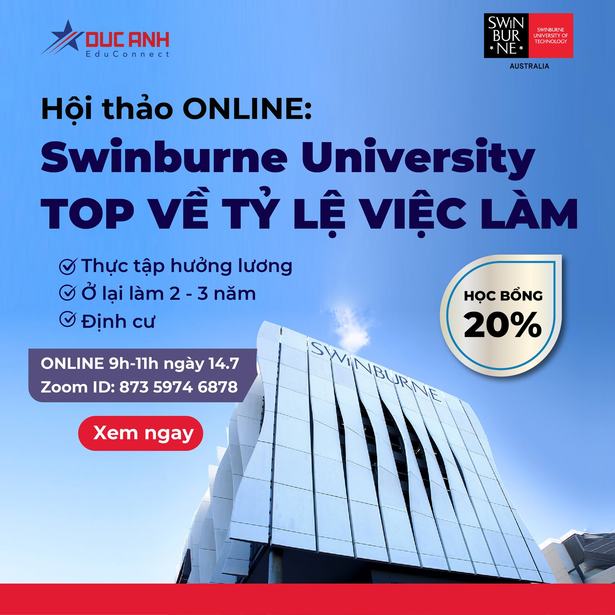 DUC ANH
EduConnect
SWIN
BUR
NE
SWINBURNE
UNIVERSITY OF
TECHNOLOGY
AUSTRALIA
Hội thảo ONLINE:
Swinburne University
TOP VỀ TỶ LỆ VIỆC LÀM
Thực tập hưởng lương
Ở lại làm 2 - 3 năm
Định cư
HỌC BỔNG
20%
ONLINE 9h-11h ngày 14.7
Zoom ID: 873 5974 6878
Xem ngay
SWINBURNE